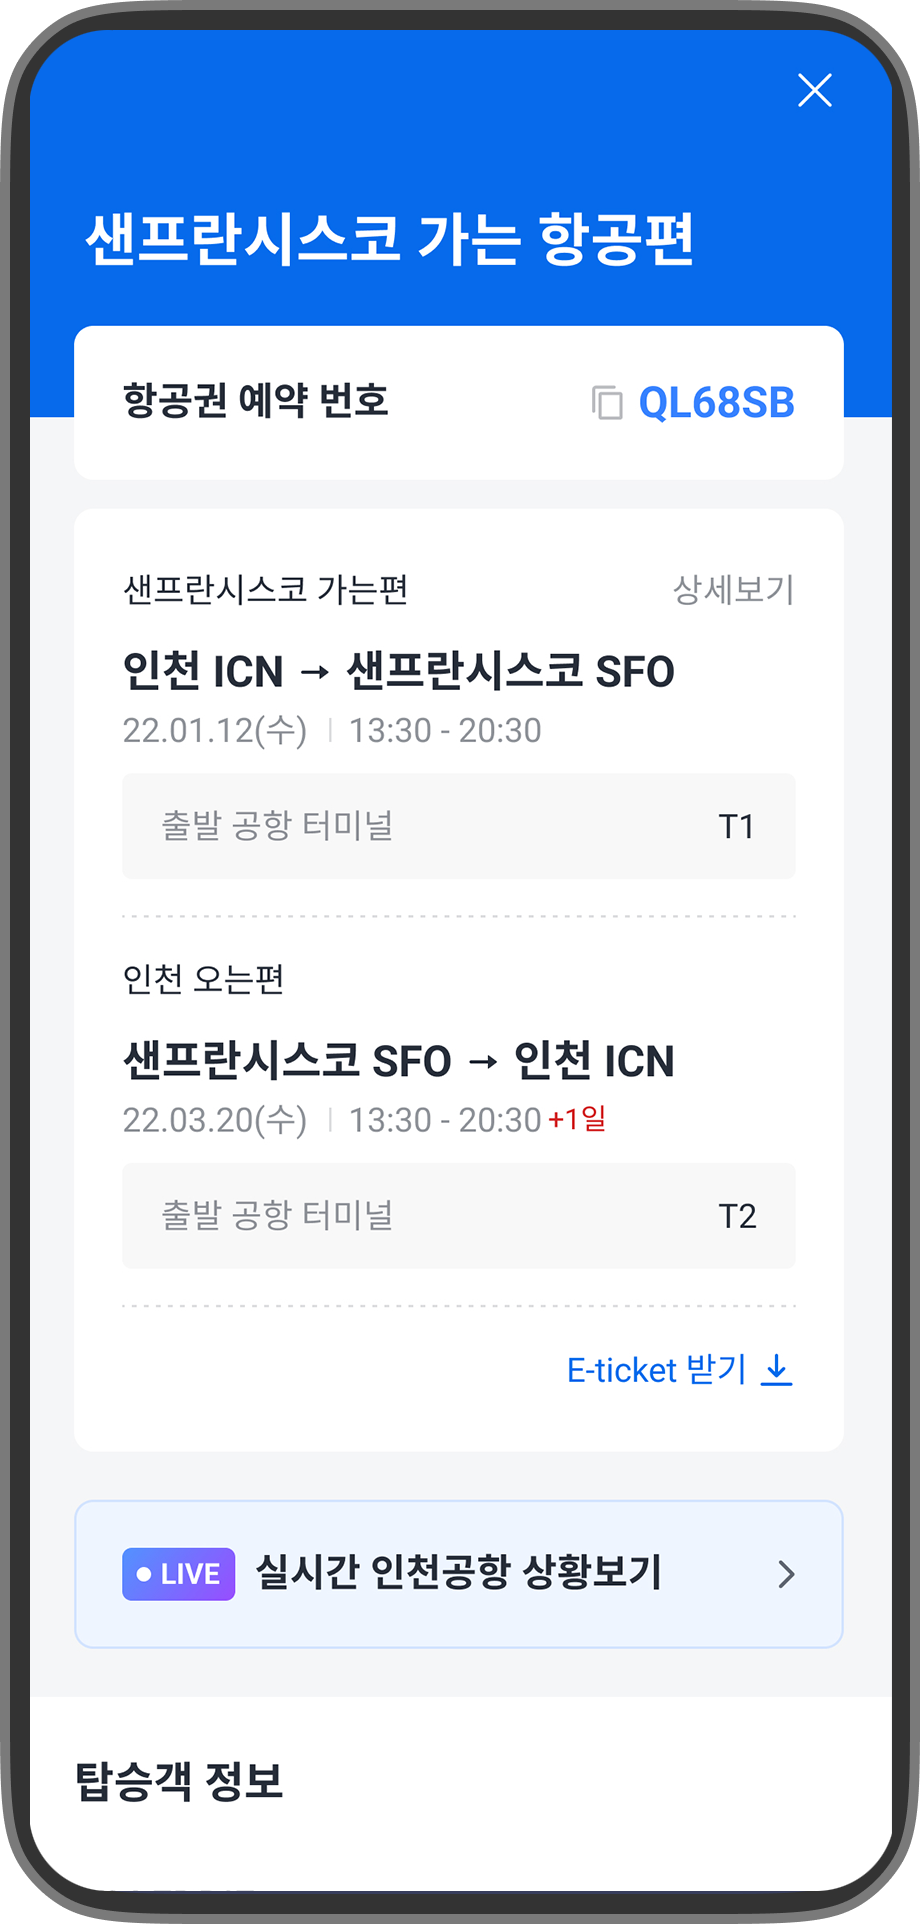 샌프란시스코 가는 항공편
항공권 예약 번호 QL68SB
샌프란시스코 가는편 상세보기
인천 ICN → 샌프란시스코 SFO
22.01.12(수) | 13:30 - 20:30
출발 공항 터미널 T1
인천 오는편
샌프란시스코 SFO → 인천 ICN
22.03.20(수) | 13:30 - 20:30 +1일
출발 공항 터미널 T2
E-ticket 받기
LIVE 실시간 인천공항 상황보기
탑승객 정보